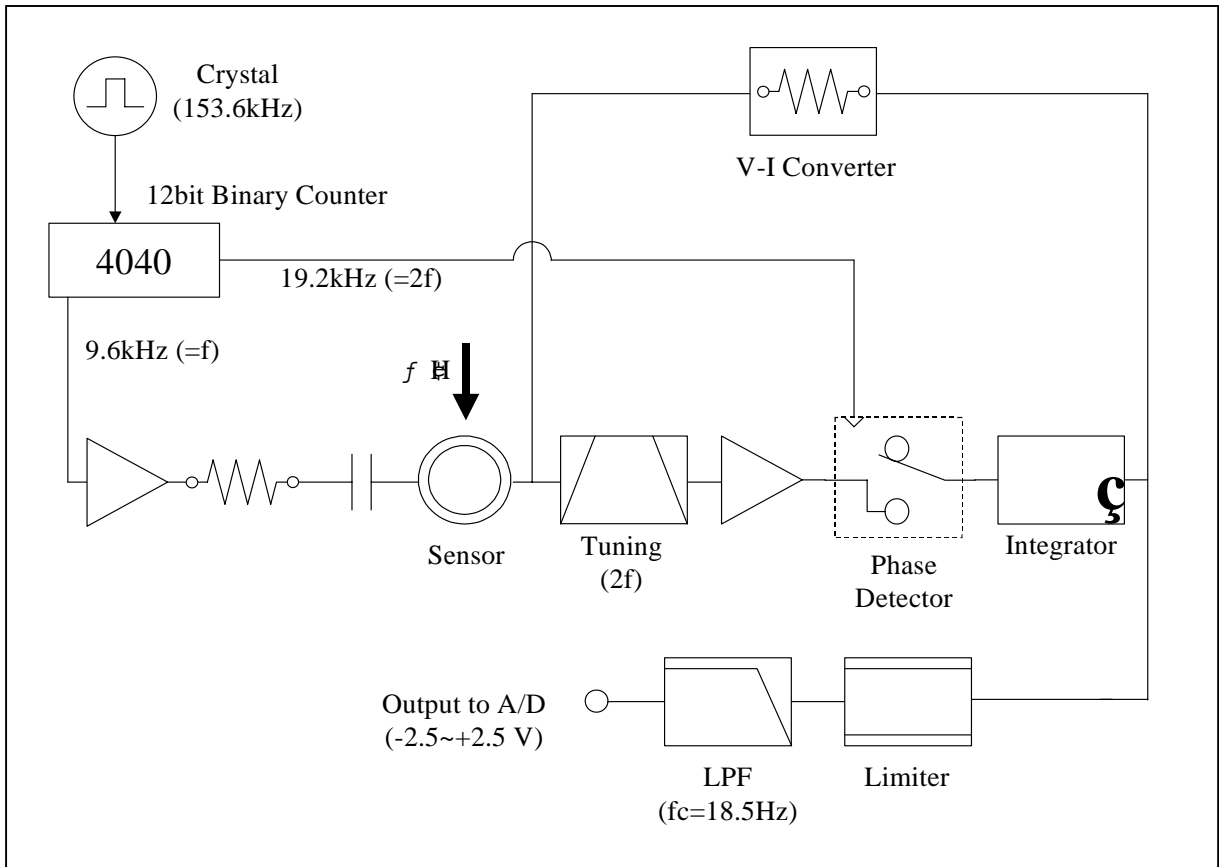 Crystal
(153.6kHz)
V-I Converter
12bit Binary Counter
4040
19.2kHz (=2f)
9.6kHz (=f)
Sensor
Tuning
(2f)
Phase
Detector
Integrator
ç
Output to A/D
(-2.5~+2.5 V)
LPF
(fc=18.5Hz)
Limiter